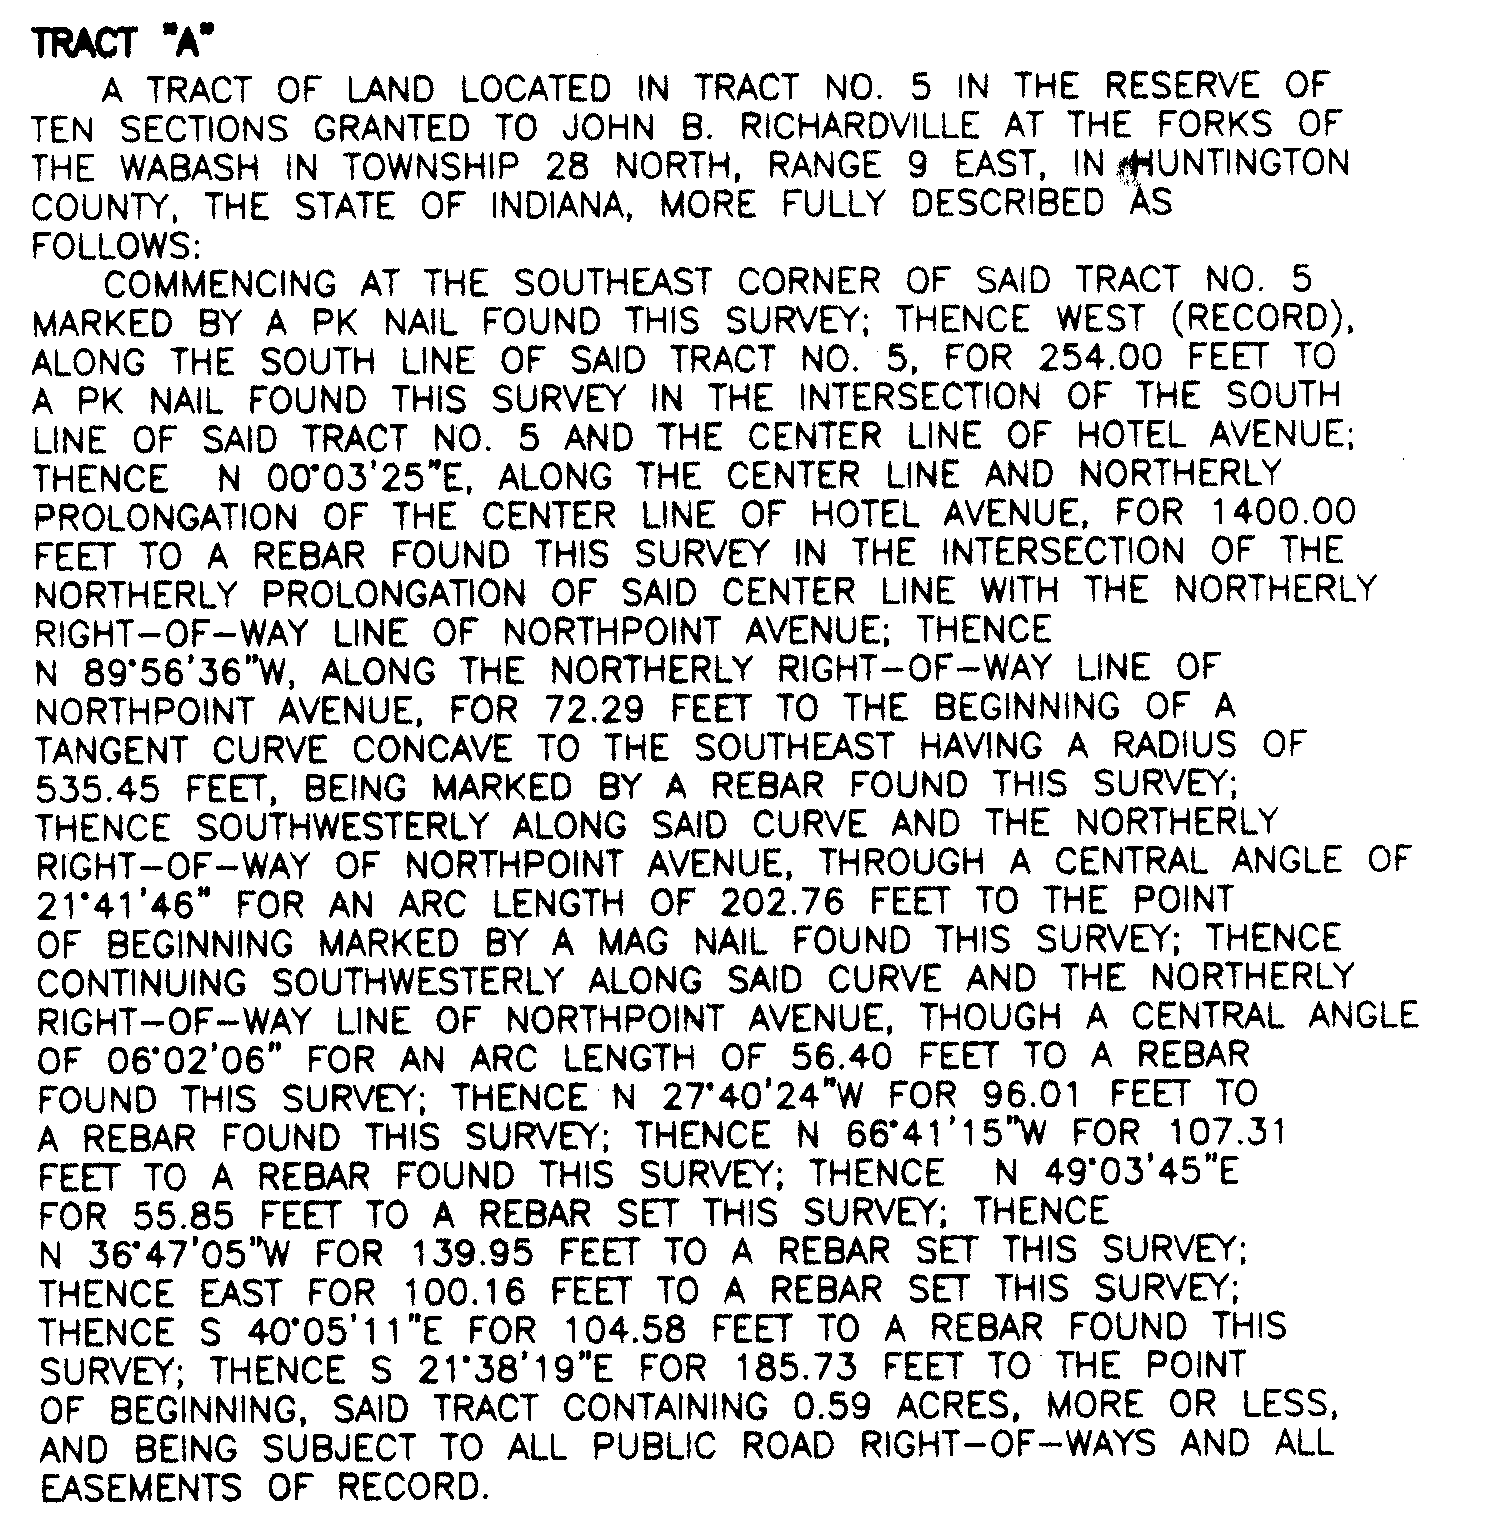 TRACT "A"
A TRACT OF LAND LOCATED IN TRACT NO. 5 IN THE RESERVE OF
TEN SECTIONS GRANTED TO JOHN B. RICHARDVILLE AT THE FORKS OF
THE WABASH IN TOWNSHIP 28 NORTH, RANGE 9 EAST, IN HUNTINGTON
COUNTY, THE STATE OF INDIANA, MORE FULLY DESCRIBED AS
FOLLOWS:
COMMENCING AT THE SOUTHEAST CORNER OF SAID TRACT NO. 5
MARKED BY A PK NAIL FOUND THIS SURVEY; THENCE WEST (RECORD),
ALONG THE SOUTH LINE OF SAID TRACT NO. 5, FOR 254.00 FEET TO
A PK NAIL FOUND THIS SURVEY IN THE INTERSECTION OF THE SOUTH
LINE OF SAID TRACT NO. 5 AND THE CENTER LINE OF HOTEL AVENUE;
THENCE N 00°03'25"E, ALONG THE CENTER LINE AND NORTHERLY
PROLONGATION OF THE CENTER LINE OF HOTEL AVENUE, FOR 1400.00
FEET TO A REBAR FOUND THIS SURVEY IN THE INTERSECTION OF THE
NORTHERLY PROLONGATION OF SAID CENTER LINE WITH THE NORTHERLY
RIGHT-OF-WAY LINE OF NORTHPOINT AVENUE; THENCE
N 89°56'36"W, ALONG THE NORTHERLY RIGHT-OF-WAY LINE OF
NORTHPOINT AVENUE, FOR 72.29 FEET TO THE BEGINNING OF A
TANGENT CURVE CONCAVE TO THE SOUTHEAST HAVING A RADIUS OF
535.45 FEET, BEING MARKED BY A REBAR FOUND THIS SURVEY;
THENCE SOUTHWESTERLY ALONG SAID CURVE AND THE NORTHERLY
RIGHT-OF-WAY OF NORTHPOINT AVENUE, THROUGH A CENTRAL ANGLE OF
21°41'46" FOR AN ARC LENGTH OF 202.76 FEET TO THE POINT
OF BEGINNING MARKED BY A MAG NAIL FOUND THIS SURVEY; THENCE
CONTINUING SOUTHWESTERLY ALONG SAID CURVE AND THE NORTHERLY
RIGHT-OF-WAY LINE OF NORTHPOINT AVENUE, THOUGH A CENTRAL ANGLE
OF 06°02'06" FOR AN ARC LENGTH OF 56.40 FEET TO A REBAR
FOUND THIS SURVEY; THENCE N 27°40'24"W FOR 96.01 FEET TO
A REBAR FOUND THIS SURVEY; THENCE N 66°41'15"W FOR 107.31
FEET TO A REBAR FOUND THIS SURVEY; THENCE N 49°03'45"E
FOR 55.85 FEET TO A REBAR SET THIS SURVEY; THENCE
N 36°47'05"W FOR 139.95 FEET TO A REBAR SET THIS SURVEY;
THENCE EAST FOR 100.16 FEET TO A REBAR SET THIS SURVEY;
THENCE S 40°05'11"E FOR 104.58 FEET TO A REBAR FOUND THIS
SURVEY; THENCE S 21°38'19"E FOR 185.73 FEET TO THE POINT
OF BEGINNING, SAID TRACT CONTAINING 0.59 ACRES, MORE OR LESS,
AND BEING SUBJECT TO ALL PUBLIC ROAD RIGHT-OF-WAYS AND ALL
EASEMENTS OF RECORD.